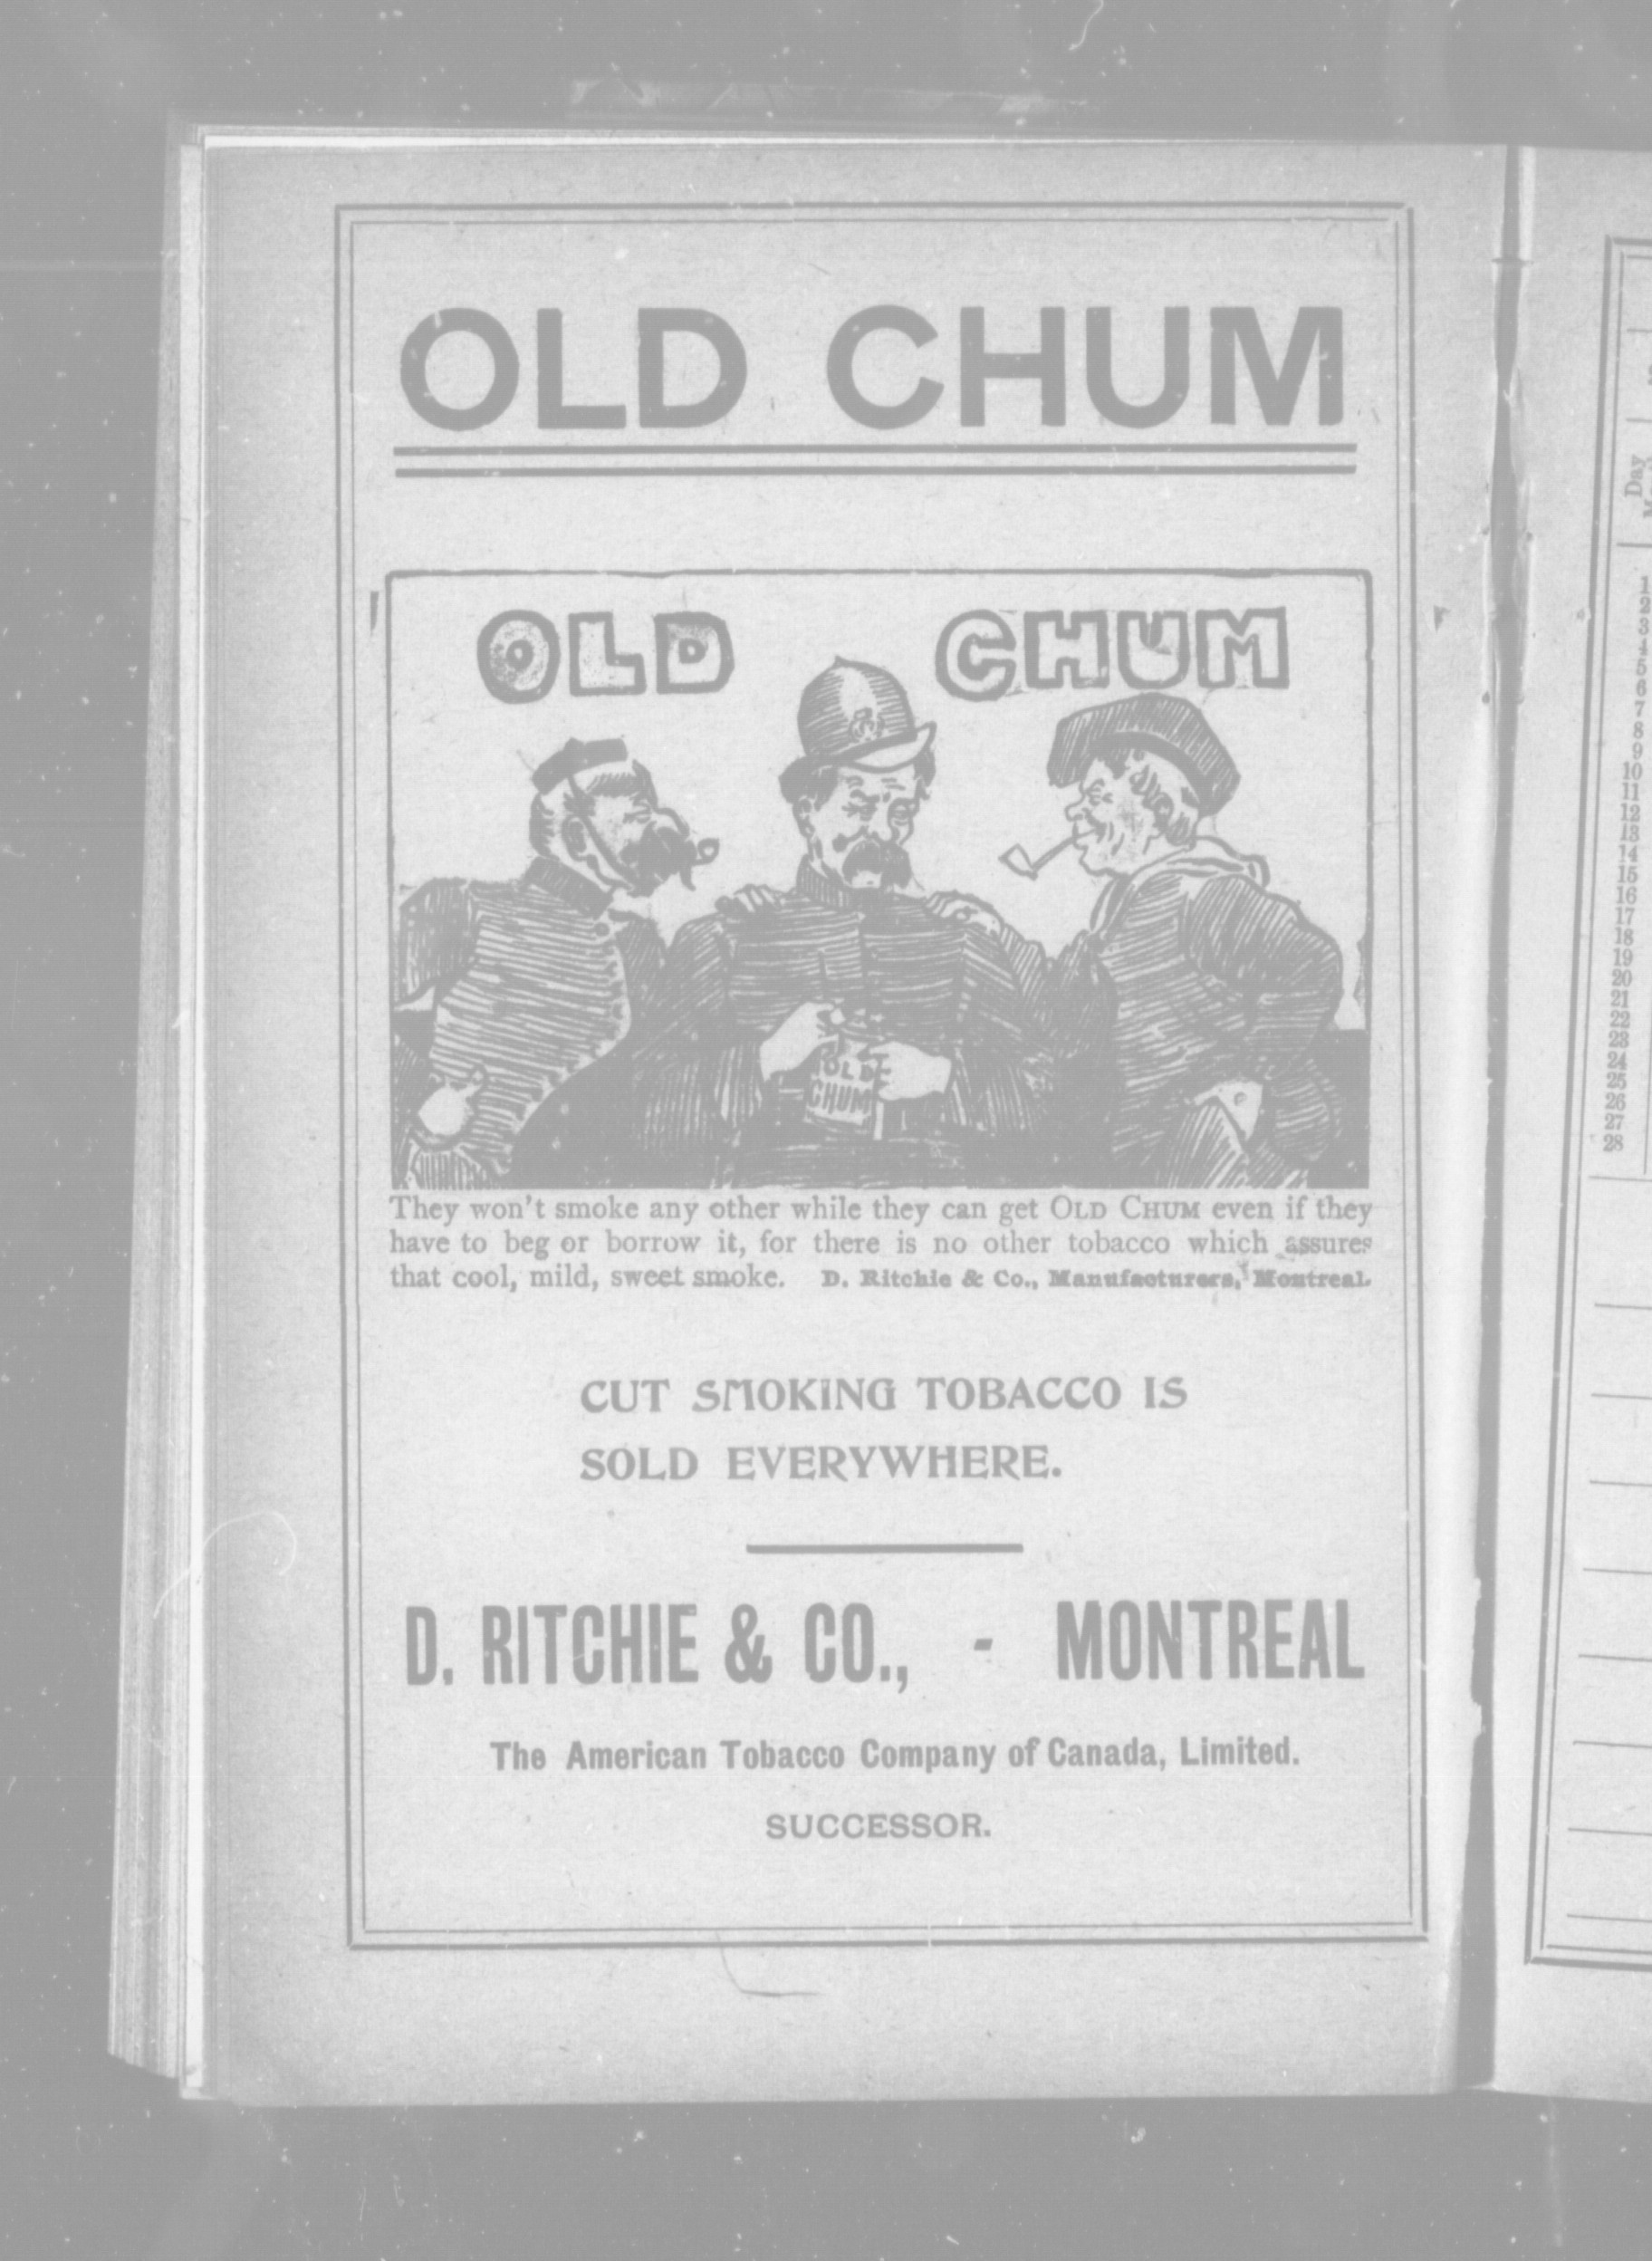 OLD CHUM
OLD CHUM
OLD
CHUM
They won't smoke any other while they can get OLD CHUM even if they
have to beg or borrow it, for there is no other tobacco which assures
that cool, mild, sweet smoke. D. Ritchie & Co., Manufacturers, Montreal.
CUT SMOKING TOBACCO IS
SOLD EVERYWHERE.
D. RITCHIE & CO., - MONTREAL
The American Tobacco Company of Canada, Limited.
SUCCESSOR.
Day
1
2
3
4
5
6
7
8
9
10
11
12
13
14
15
16
17
18
19
20
21
22
23
24
25
26
27
28